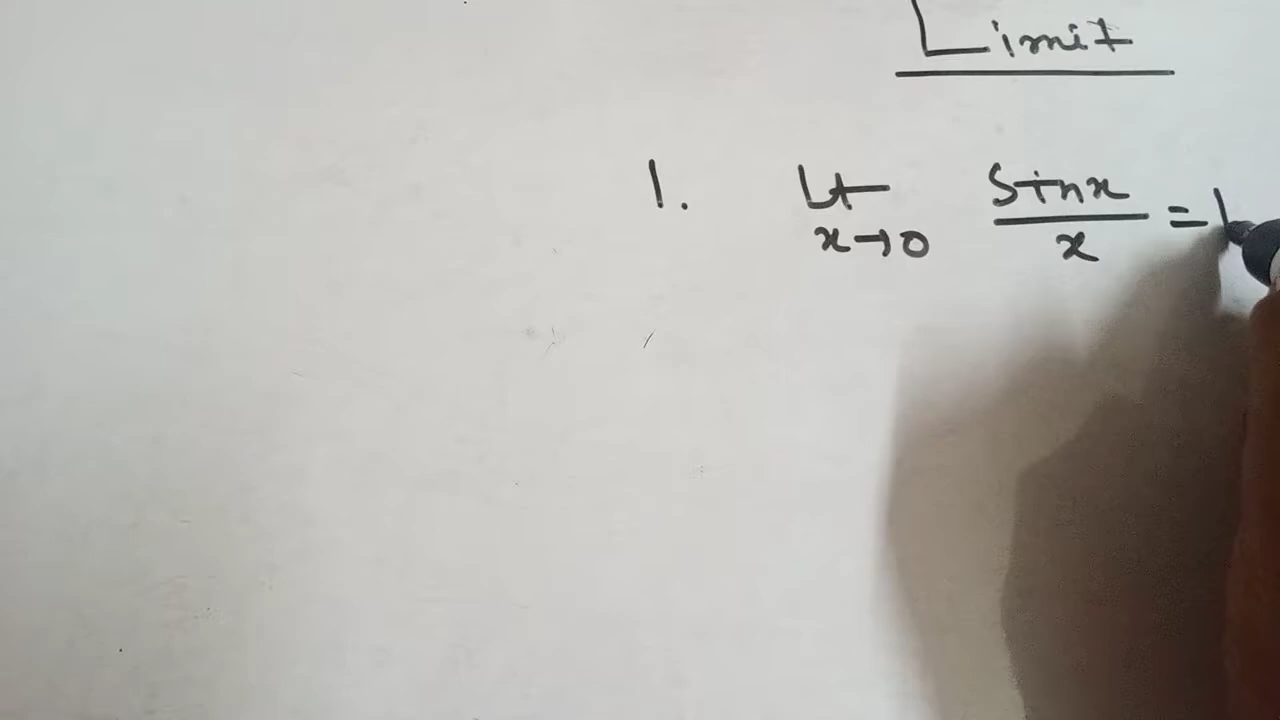 Limit
1. Lt x→0 sinx/x = 1